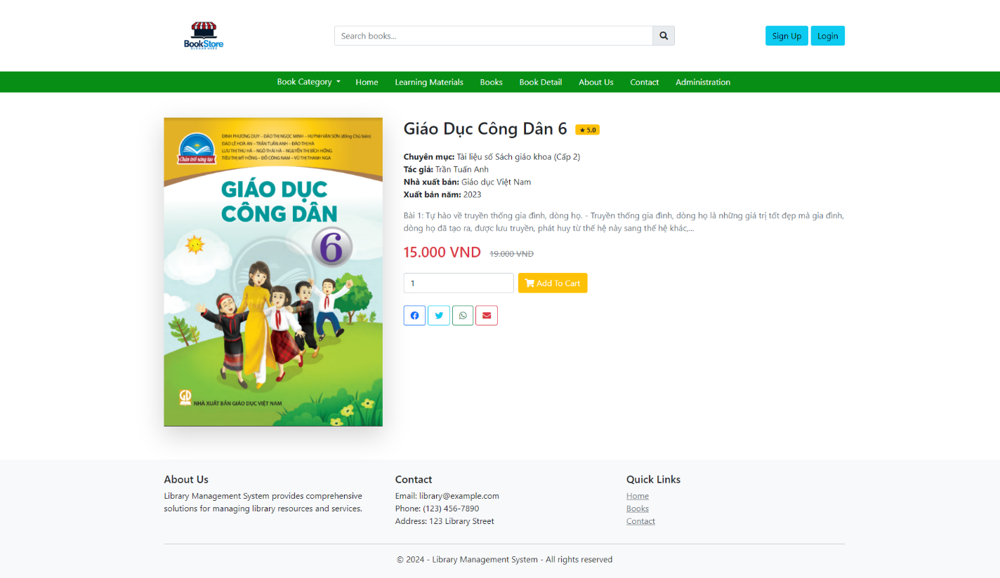 BookStore
Search books...
Sign Up
Login
Book Category
Home
Learning Materials
Books
Book Detail
About Us
Contact
Administration
ĐINH PHƯƠNG DUY – ĐÀO THỊ NGỌC MINH – HUỲNH VĂN SƠN (đồng Chủ biên)
ĐÀO LÊ HOÀ AN – TRẦN TUẤN ANH – ĐÀO THỊ HÀ
LƯU THỊ THU HÀ – NGÔ THÁI HÀ – NGUYỄN THỊ BÍCH HỒNG
TIÊU THỊ MỸ HỒNG – ĐỖ CÔNG NAM – VŨ THỊ THANH NGA
Chân trời sáng tạo
GIÁO DỤC
CÔNG DÂN
6
NHÀ XUẤT BẢN GIÁO DỤC VIỆT NAM
Giáo Dục Công Dân 6
★ 5.0
Chuyên mục: Tài liệu số Sách giáo khoa (Cấp 2)
Tác giả: Trần Tuấn Anh
Nhà xuất bản: Giáo dục Việt Nam
Xuất bản năm: 2023
Bài 1: Tự hào về truyền thống gia đình, dòng họ. - Truyền thống gia đình, dòng họ là những giá trị tốt đẹp mà gia đình,
dòng họ đã tạo ra, được lưu truyền, phát huy từ thế hệ này sang thế hệ khác,...
15.000 VND 19.000 VND
1
Add To Cart
About Us
Library Management System provides comprehensive
solutions for managing library resources and services.
Contact
Email: library@example.com
Phone: (123) 456-7890
Address: 123 Library Street
Quick Links
Home
Books
Contact
© 2024 - Library Management System - All rights reserved